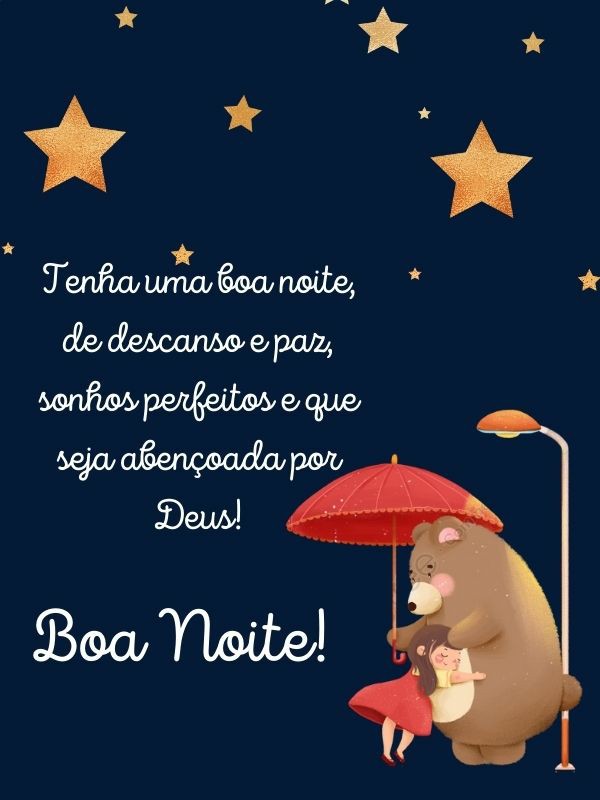 Tenha uma boa noite,
de descanso e paz,
sonhos perfeitos e que
seja abençoada por
Deus!
Boa Noite!